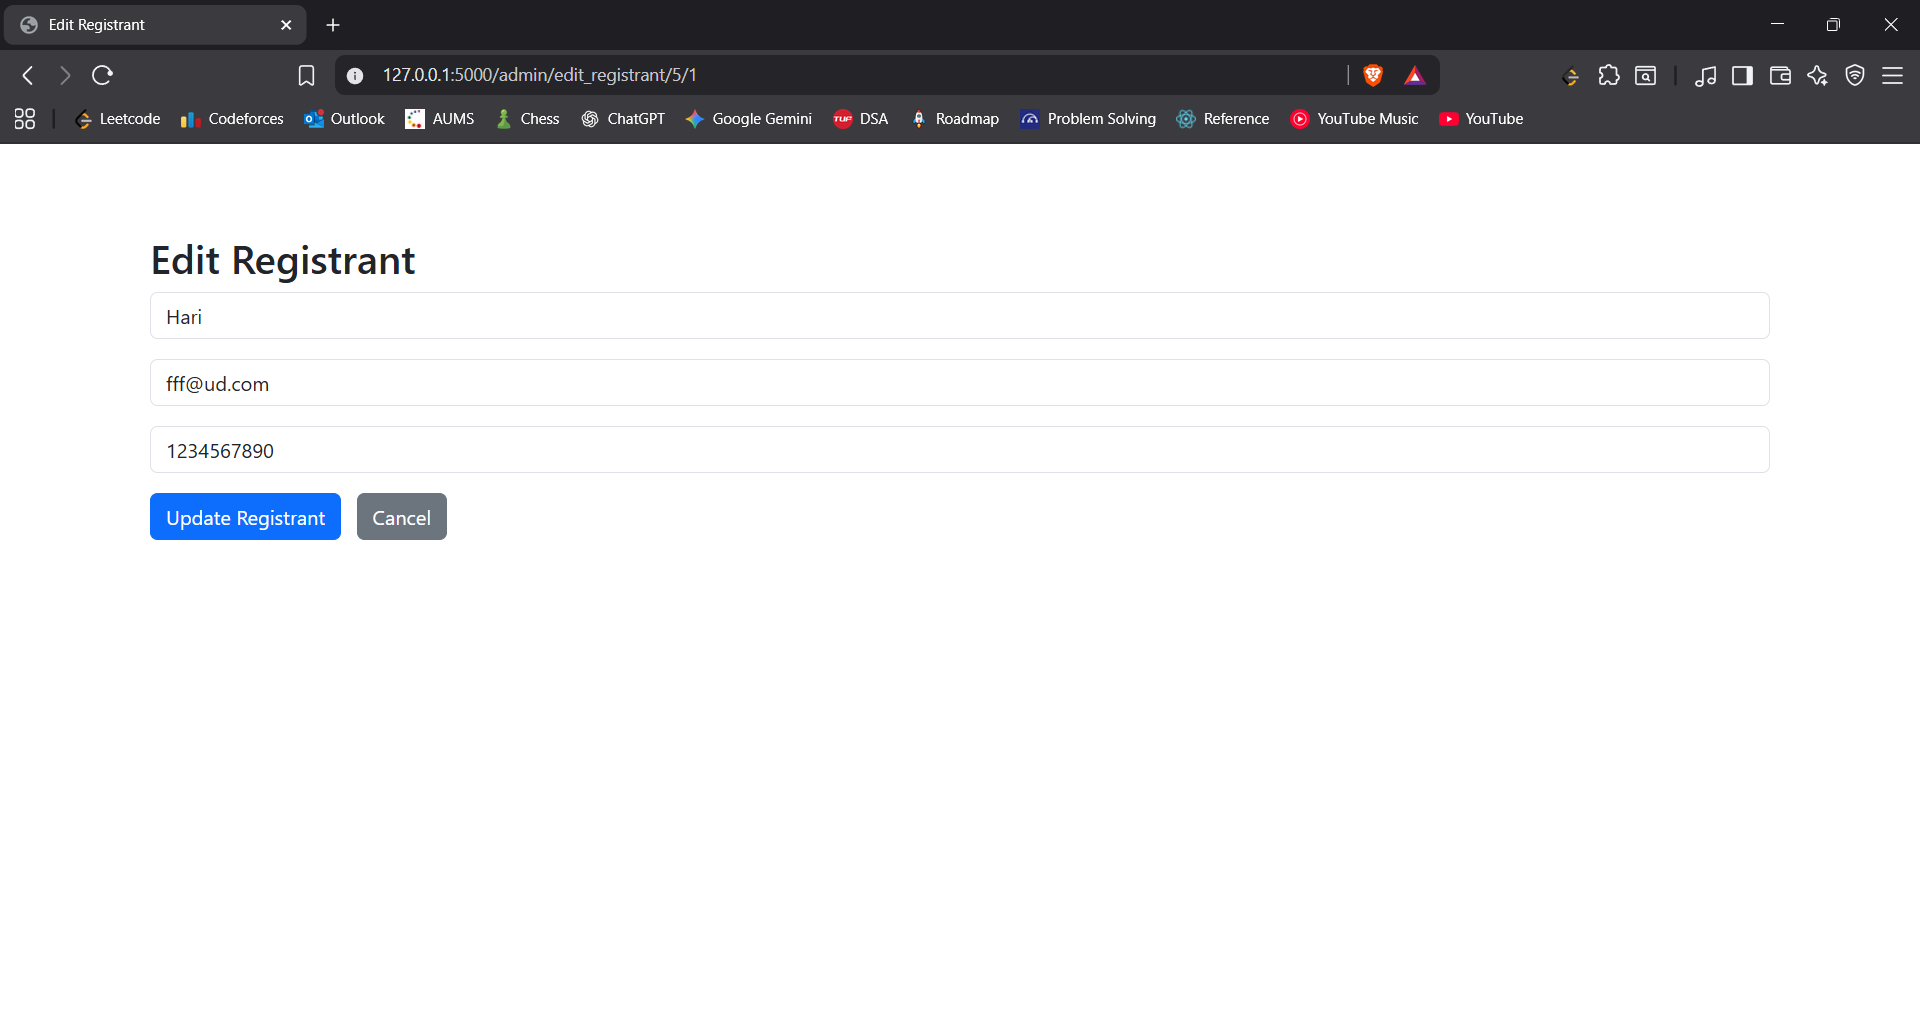 Edit Registrant
127.0.0.1:5000/admin/edit_registrant/5/1
Leetcode Codeforces Outlook AUMS Chess ChatGPT Google Gemini TUF DSA Roadmap Problem Solving Reference YouTube Music YouTube
Edit Registrant
Hari
fff@ud.com
1234567890
Update Registrant Cancel